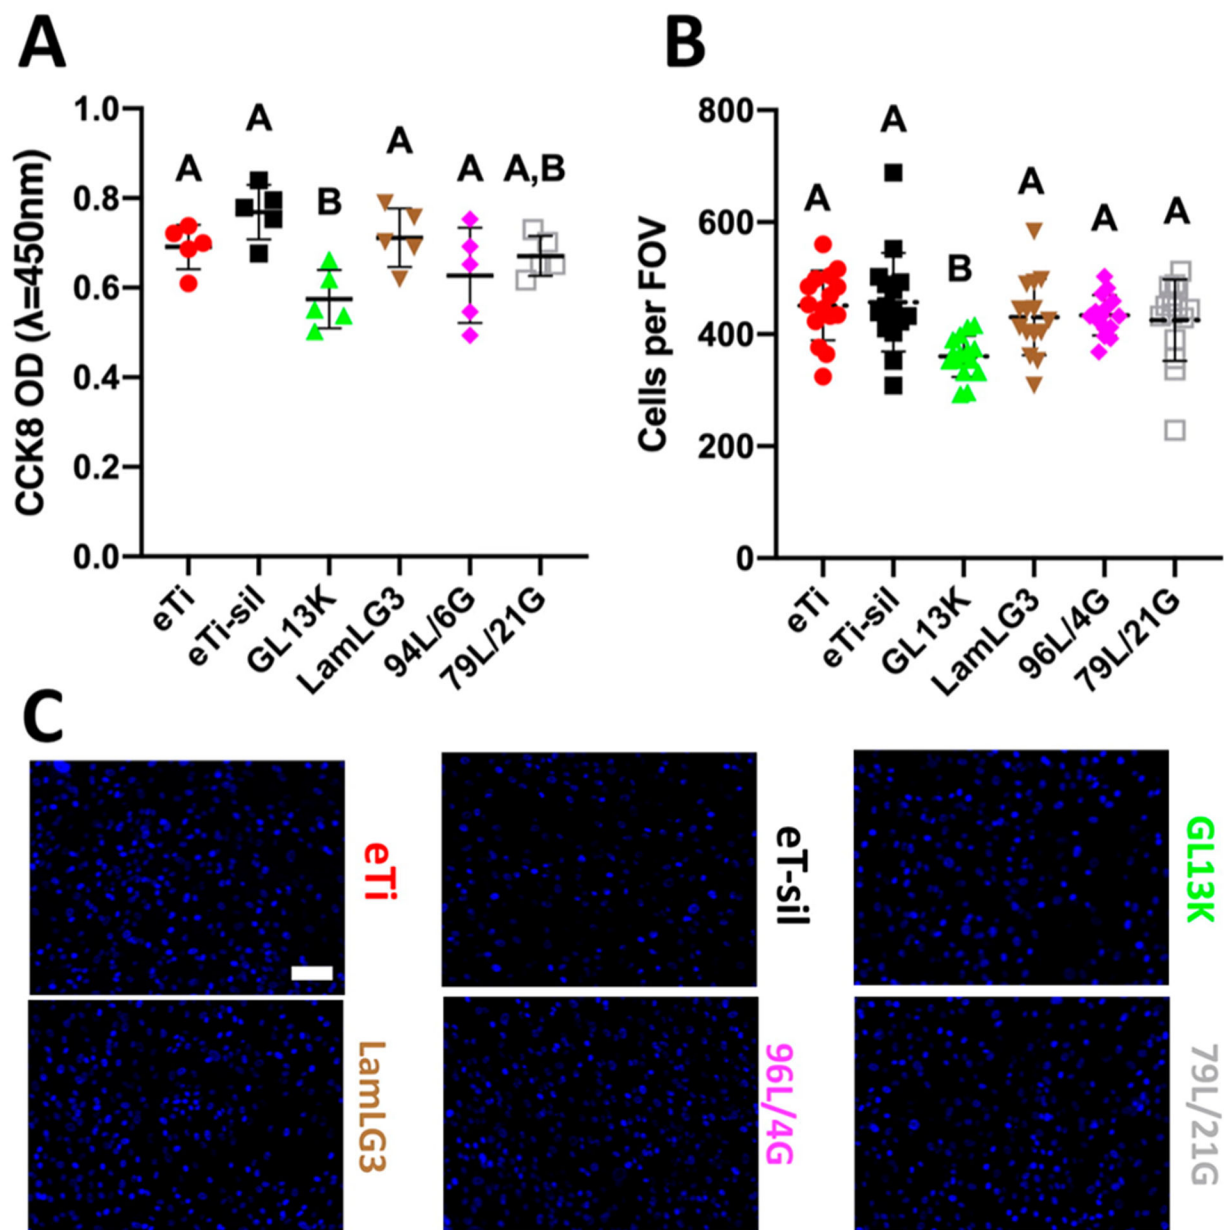 A
B
CCK8 OD (λ=450nm)
1.0
0.8
0.6
0.4
0.2
0.0
A
A
B
A
A
A,B
eTi
eTi-sil
GL13K
LamLG3
94L/6G
79L/21G
Cells per FOV
800
600
400
200
0
A
A
B
A
A
A
eTi
eTi-sil
GL13K
LamLG3
96L/4G
79L/21G
C
eTi
eT-sil
GL13K
LamLG3
96L/4G
79L/21G